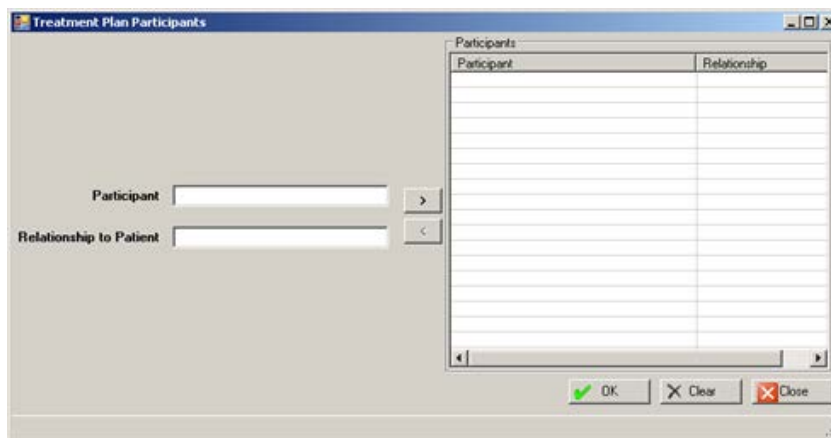 Treatment Plan Participants
Participants
Participant Relationship
Participant >
Relationship to Patient <
OK Clear Close